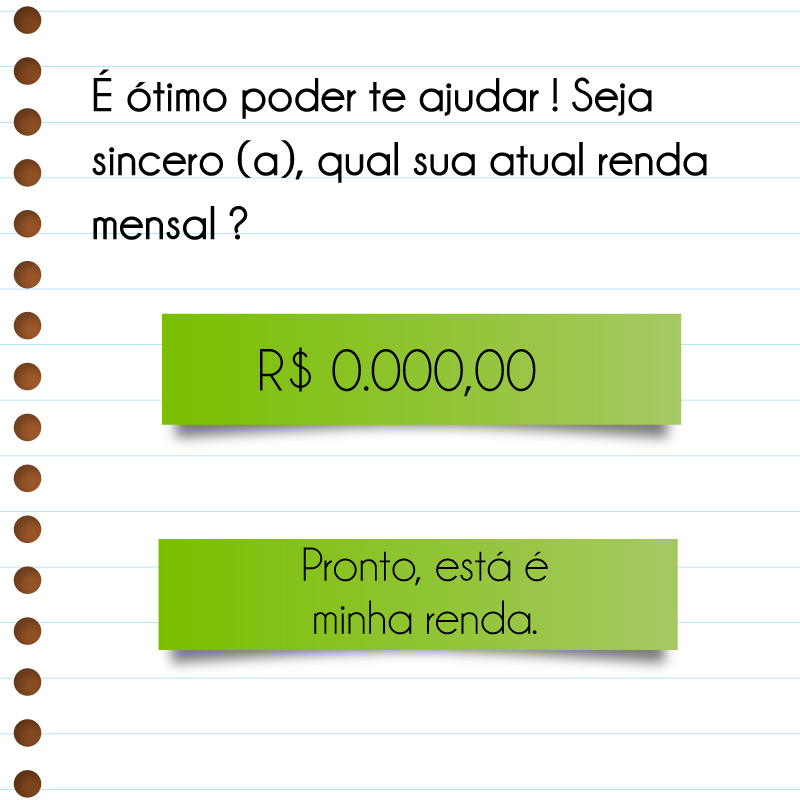 É ótimo poder te ajudar ! Seja
sincero (a), qual sua atual renda
mensal ?
R$ 0.000,00
Pronto, está é
minha renda.